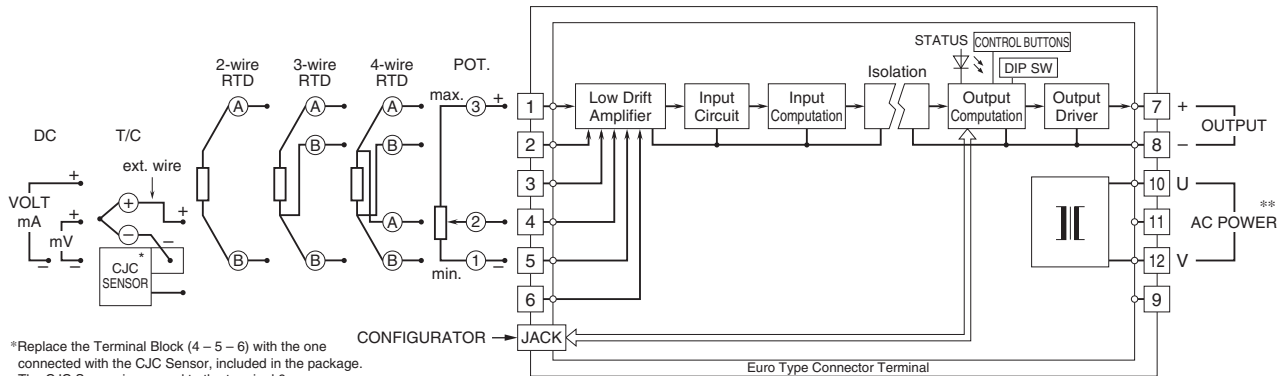 2-wire
RTD
3-wire
RTD
4-wire
RTD
POT.
DC
T/C
ext. wire
VOLT
mA
+
−
+
mV
−
+
−
+
−
*
CJC
SENSOR
A
B
A
B
B
A
B
A
B
max.
3
+
2
min.
1
−
1
2
3
4
5
6
CONFIGURATOR
JACK
Low Drift
Amplifier
Input
Circuit
Input
Computation
Isolation
STATUS
CONTROL BUTTONS
DIP SW
Output
Computation
Output
Driver
7 +
OUTPUT
8 −
10 U
11
AC POWER**
12 V
9
Euro Type Connector Terminal
*Replace the Terminal Block (4 – 5 – 6) with the one
connected with the CJC Sensor, included in the package.